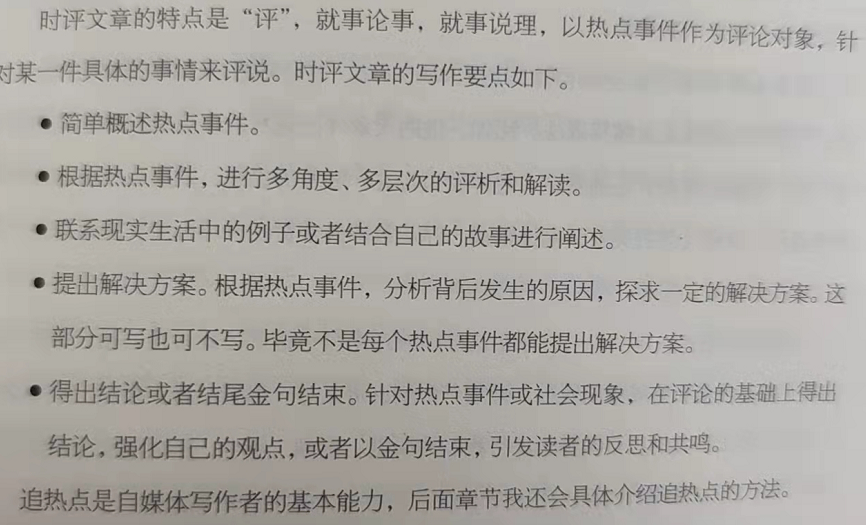 时评文章的特点是“评”，就事论事，就事说理，以热点事件作为评论对象，针
对某一件具体的事情来评说。时评文章的写作要点如下。
●简单概述热点事件。
●根据热点事件，进行多角度、多层次的评析和解读。
●联系现实生活中的例子或者结合自己的故事进行阐述。
●提出解决方案。根据热点事件，分析背后发生的原因，探求一定的解决方案。这
部分可写也可不写。毕竟不是每个热点事件都能提出解决方案。
●得出结论或者结尾金句结束。针对热点事件或社会现象，在评论的基础上得出
结论，强化自己的观点，或者以金句结束，引发读者的反思和共鸣。
追热点是自媒体写作者的基本能力，后面章节我还会具体介绍追热点的方法。